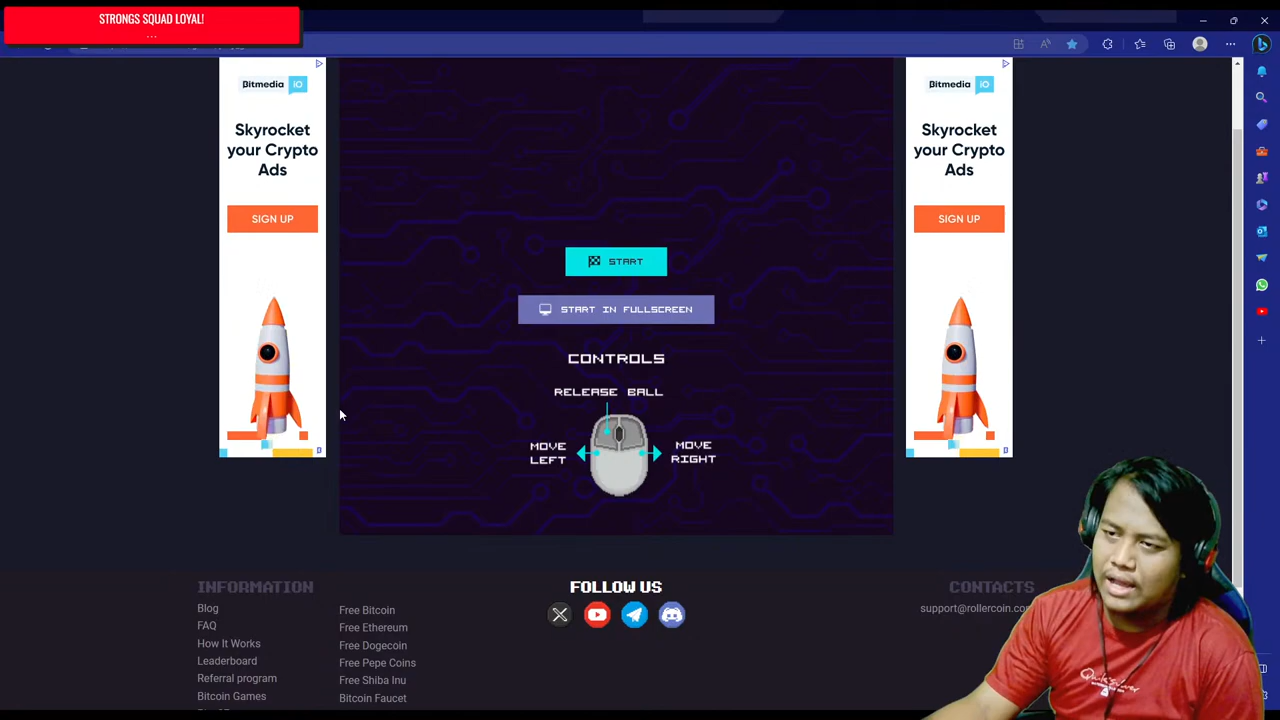 STRONGS SQUAD LOYAL!
...
Bitmedia IO
Skyrocket
your Crypto
Ads
SIGN UP
Bitmedia IO
Skyrocket
your Crypto
Ads
SIGN UP
START
START IN FULLSCREEN
CONTROLS
RELEASE BALL
MOVE
LEFT
MOVE
RIGHT
INFORMATION
Blog
FAQ
How It Works
Leaderboard
Referral program
Bitcoin Games
Free Bitcoin
Free Ethereum
Free Dogecoin
Free Pepe Coins
Free Shiba Inu
Bitcoin Faucet
FOLLOW US
CONTACTS
support@rollercoin.co